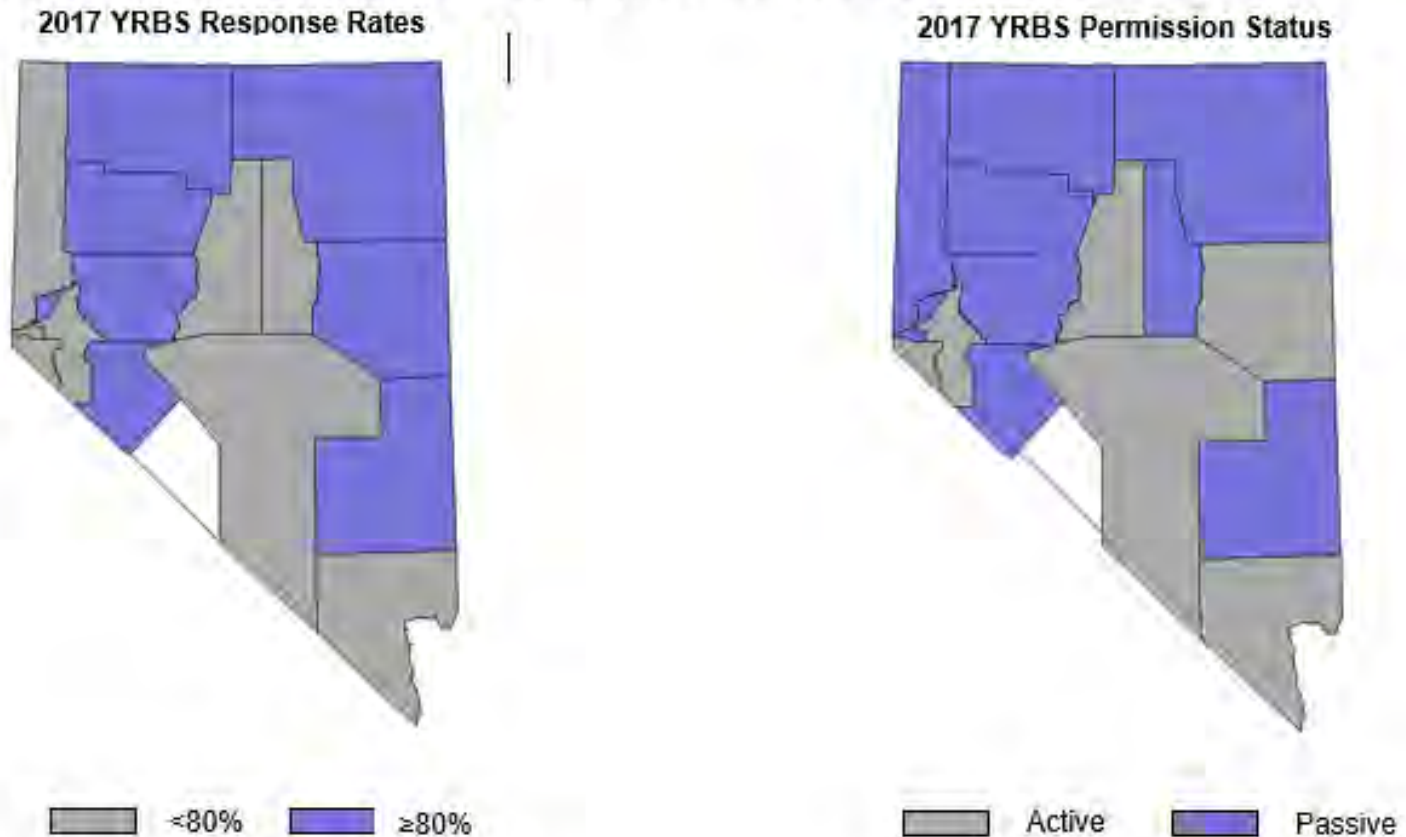 2017 YRBS Response Rates
2017 YRBS Permission Status
<80%
≥80%
Active
Passive